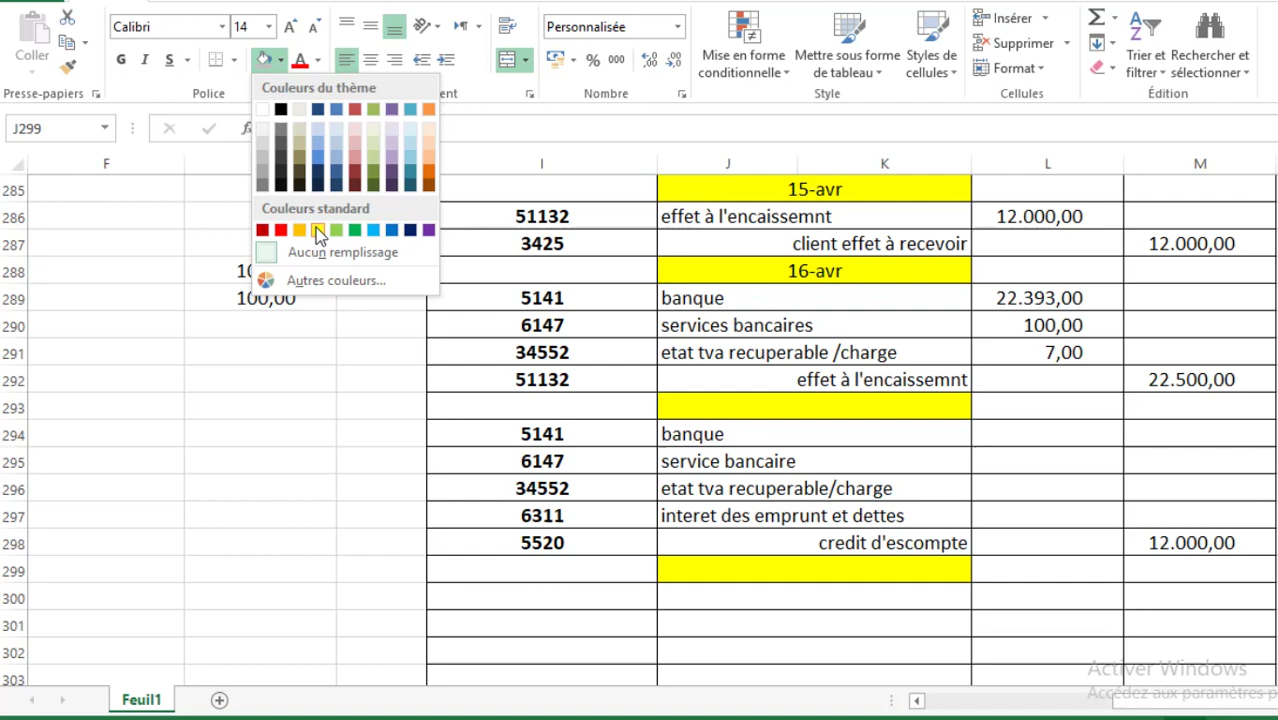 Calibri 14 Personnalisée
Coller
G I S A % 000
Mise en forme conditionnelle
Mettre sous forme de tableau
Styles de cellules
Insérer
Supprimer
Format
Trier et filtrer
Rechercher et sélectionner
Presse-papiers Police Nombre Style Cellules Édition
Couleurs du thème
Couleurs standard
Aucun remplissage
Autres couleurs...
J299
F I J K L M
285 15-avr
286 51132 effet à l'encaissemnt 12.000,00
287 3425 client effet à recevoir 12.000,00
288 16-avr
289 100,00 5141 banque 22.393,00
290 6147 services bancaires 100,00
291 34552 etat tva recuperable /charge 7,00
292 51132 effet à l'encaissemnt 22.500,00
293
294 5141 banque
295 6147 service bancaire
296 34552 etat tva recuperable/charge
297 6311 interet des emprunt et dettes
298 5520 credit d'escompte 12.000,00
299
300
301
302
303
Activer Windows
Accédez aux paramètres
Feuil1